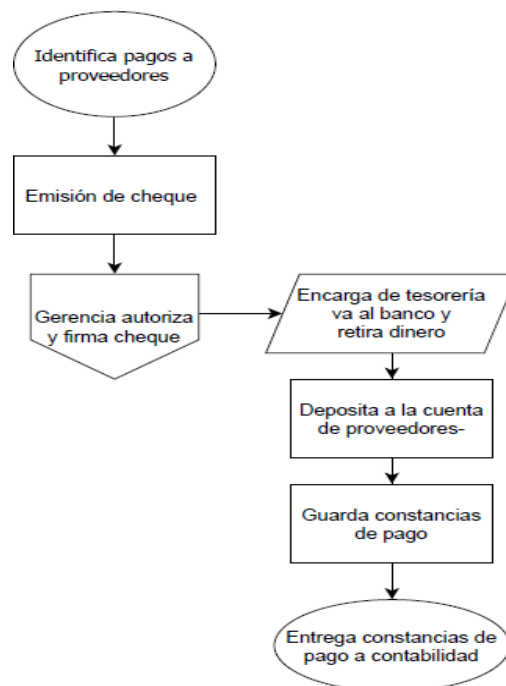 Identifica pagos a
proveedores
Emisión de cheque
Gerencia autoriza
y firma cheque
Encarga de tesorería
va al banco y
retira dinero
Deposita a la cuenta
de proveedores-
Guarda constancias
de pago
Entrega constancias de
pago a contabilidad